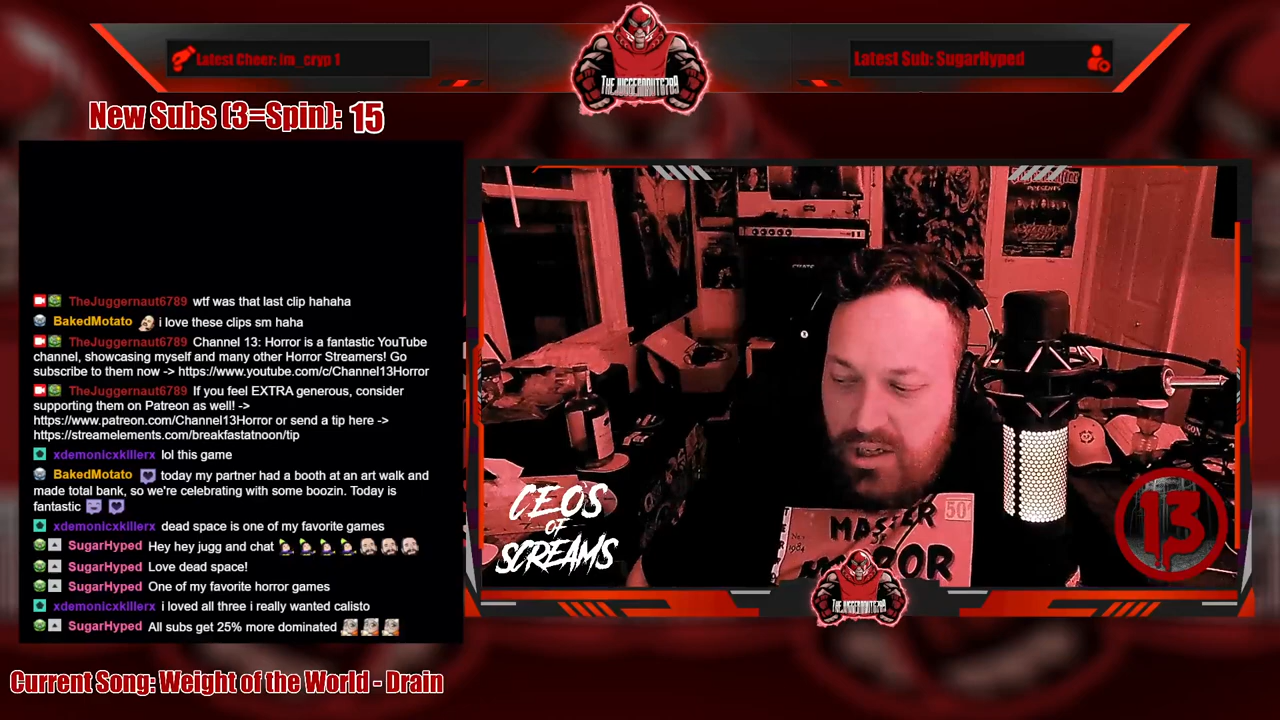 Latest Cheer: im_cryp 1
THEJUGGERNAUT6789
Latest Sub: SugarHyped
New Subs (3=Spin): 15
TheJuggernaut6789 wtf was that last clip hahaha
BakedMotato i love these clips sm haha
TheJuggernaut6789 Channel 13: Horror is a fantastic YouTube
channel, showcasing myself and many other Horror Streamers! Go
subscribe to them now -> https://www.youtube.com/c/Channel13Horror
TheJuggernaut6789 If you feel EXTRA generous, consider
supporting them on Patreon as well! ->
https://www.patreon.com/Channel13Horror or send a tip here ->
https://streamelements.com/breakfastatnoon/tip
xdemonicxkillerx lol this game
BakedMotato today my partner had a booth at an art walk and
made total bank, so we're celebrating with some boozin. Today is
fantastic
xdemonicxkillerx dead space is one of my favorite games
SugarHyped Hey hey jugg and chat
SugarHyped Love dead space!
SugarHyped One of my favorite horror games
xdemonicxkillerx i loved all three i really wanted calisto
SugarHyped All subs get 25% more dominated
Current Song: Weight of the World - Drain
PRESENTS
CEOS
OF
SCREAMS
1984
MASTER
OF
HORROR
50¢
13
THEJUGGERNAUT6789